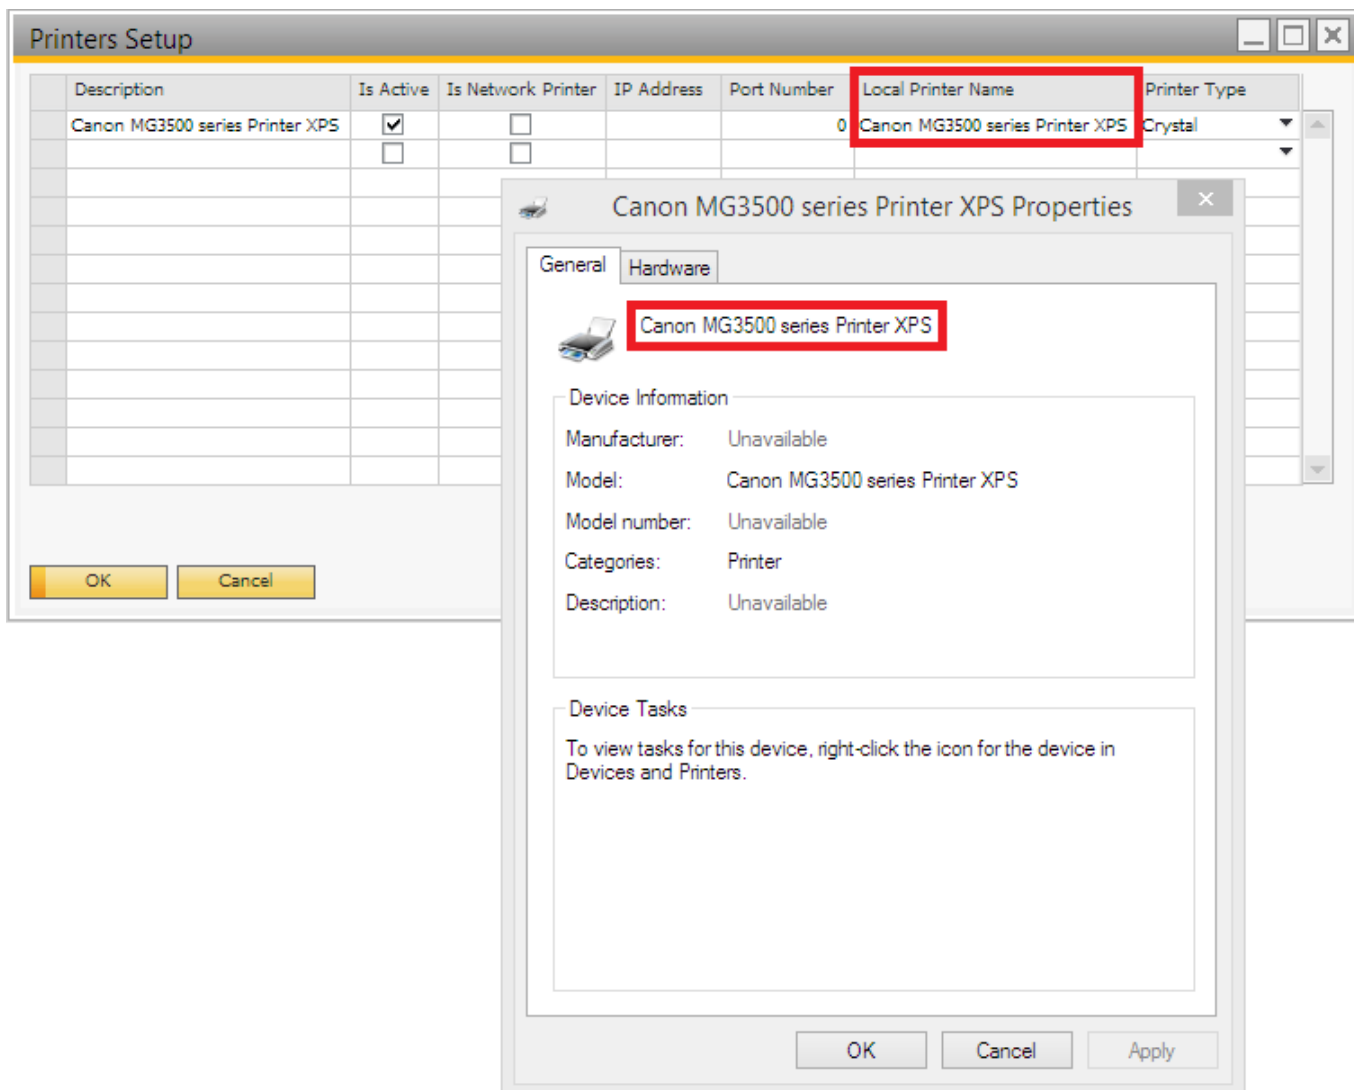 Printers Setup
Description Is Active Is Network Printer IP Address Port Number Local Printer Name Printer Type
Canon MG3500 series Printer XPS 0 Canon MG3500 series Printer XPS Crystal
Canon MG3500 series Printer XPS Properties
General Hardware
Canon MG3500 series Printer XPS
Device Information
Manufacturer: Unavailable
Model: Canon MG3500 series Printer XPS
Model number: Unavailable
Categories: Printer
Description: Unavailable
OK Cancel
Device Tasks
To view tasks for this device, right-click the icon for the device in
Devices and Printers.
OK Cancel Apply